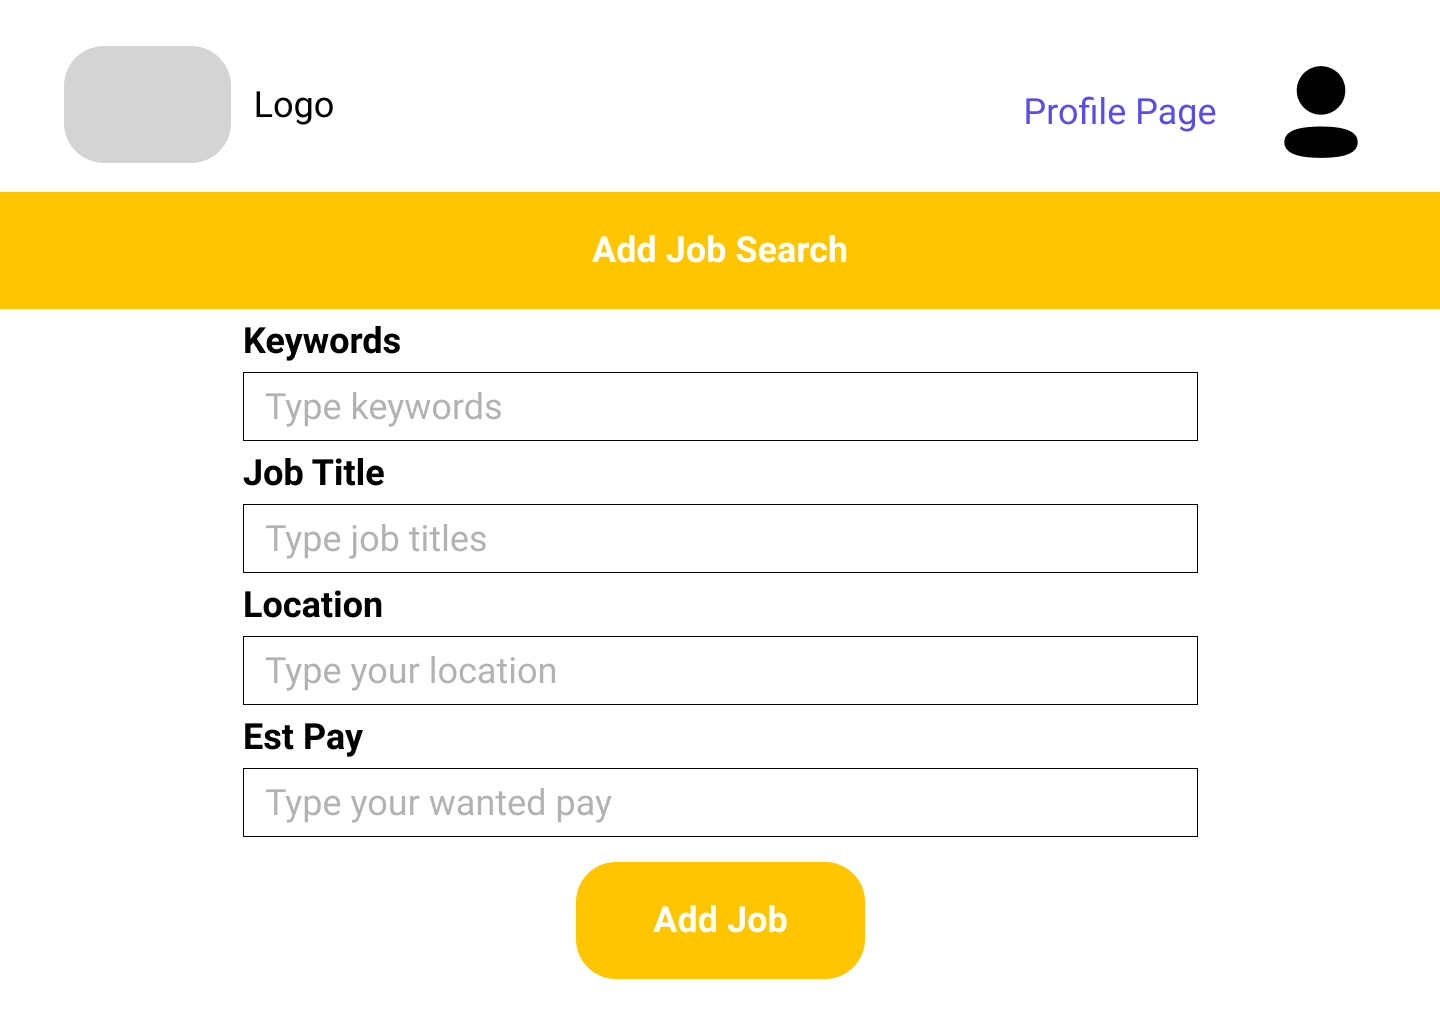 Logo
Profile Page
Add Job Search
Keywords
Type keywords
Job Title
Type job titles
Location
Type your location
Est Pay
Type your wanted pay
Add Job